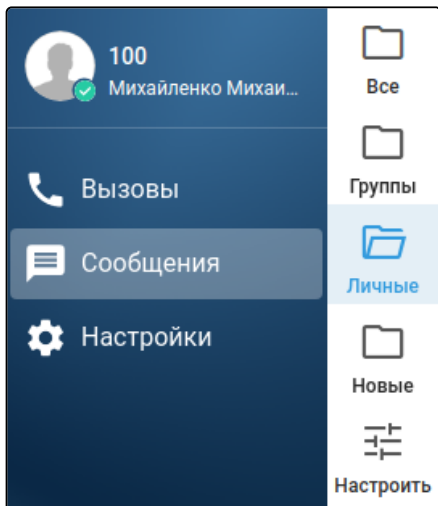 100
Михайленко Михаи...
Вызовы
Сообщения
Настройки
Все
Группы
Личные
Новые
Настроить